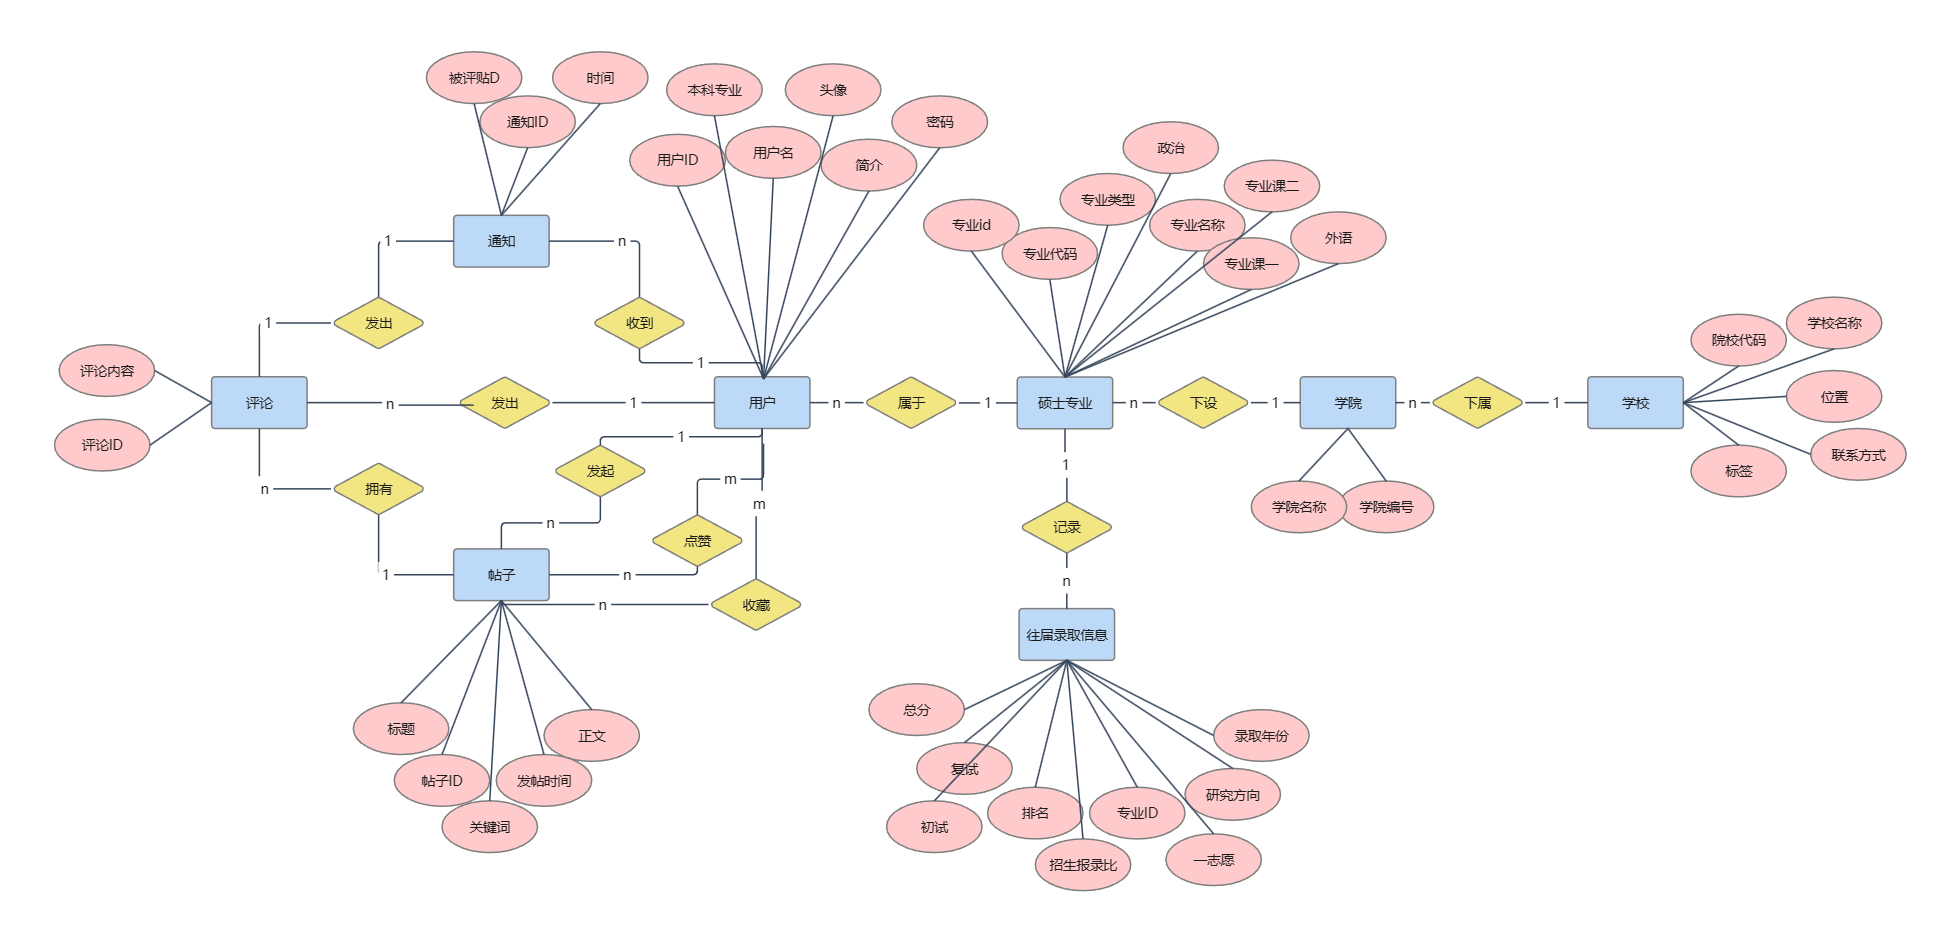 被评贴D
时间
通知ID
本科专业
头像
密码
用户ID
用户名
简介
政治
专业课二
专业类型
专业id
专业名称
外语
专业代码
专业课一
通知
1
n
发出
收到
1
1
院校代码
学校名称
评论内容
评论
n
发出
1
用户
n
属于
1
硕士专业
n
下设
1
学院
n
下属
1
学校
位置
评论ID
联系方式
标签
1
发起
1
n
拥有
m
m
学院名称
学院编号
n
点赞
记录
1
帖子
n
n
n
收藏
往届录取信息
标题
正文
总分
录取年份
帖子ID
发帖时间
复试
研究方向
关键词
初试
排名
专业ID
招生报录比
一志愿